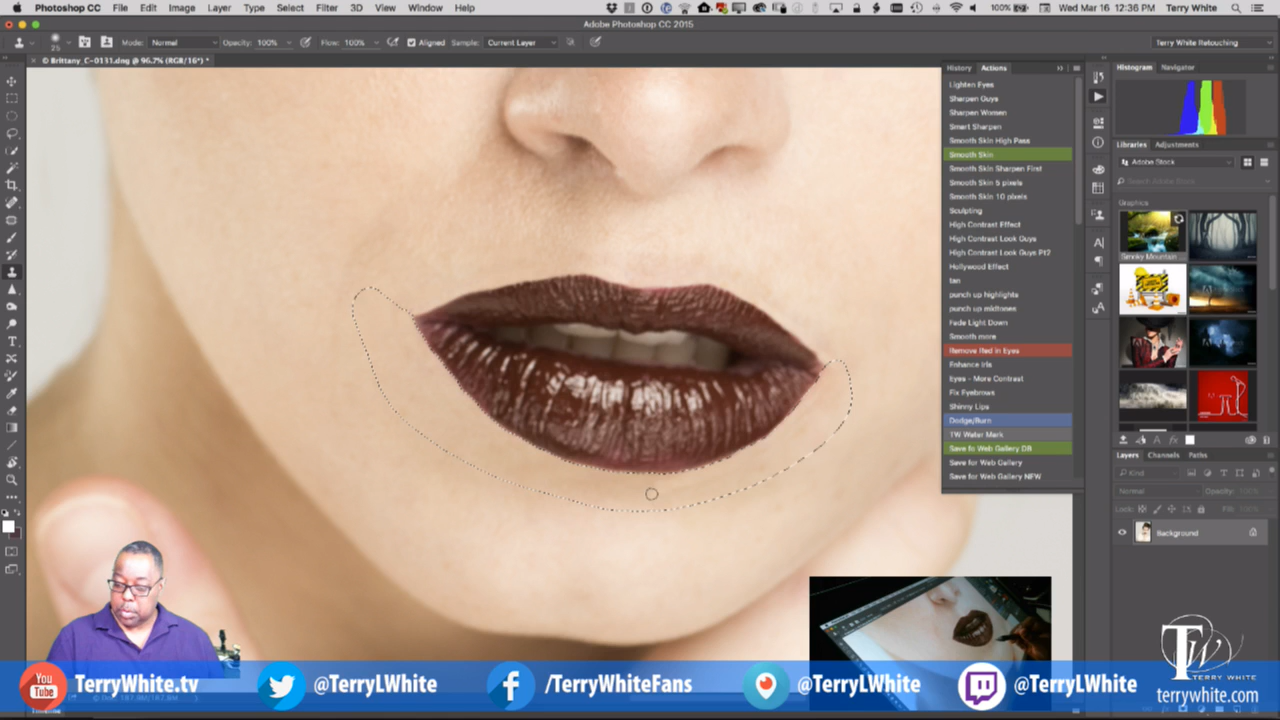 Photoshop CC File Edit Image Layer Type Select Filter 3D View Window Help 100% Wed Mar 16 12:36 PM Terry White
Adobe Photoshop CC 2015
25 Mode: Normal Opacity: 100% Flow: 100% Aligned Sample: Current Layer Terry White Retouching
× © Brittany_C-0131.dng @ 96.7% (RGB/16*) *
History Actions
Lighten Eyes
Sharpen Guys
Sharpen Women
Smart Sharpen
Smooth Skin High Pass
Smooth Skin
Smooth Skin Sharpen First
Smooth Skin 5 pixels
Smooth Skin 10 pixels
Sculpting
High Contrast Effect
High Contrast Look Guys
High Contrast Look Guys Pt2
Hollywood Effect
tan
punch up highlights
punch up midtones
Fade Light Down
Smooth more
Remove Red in Eyes
Enhance Iris
Eyes - More Contrast
Fix Eyebrows
Shinny Lips
Dodge/Burn
TW Water Mark
Save to Web Gallery DB
Save for Web Gallery
Save for Web Gallery NEW
Histogram Navigator
Libraries Adjustments
Adobe Stock
Search Adobe Stock
Graphics
Smoky Mountain
Layers Channels Paths
Kind
Normal Opacity: 100%
Lock: Fill: 100%
Background
TW
TERRY WHITE
terrywhite.com
You Tube TerryWhite.tv @TerryLWhite /TerryWhiteFans @TerryLWhite @TerryLWhite